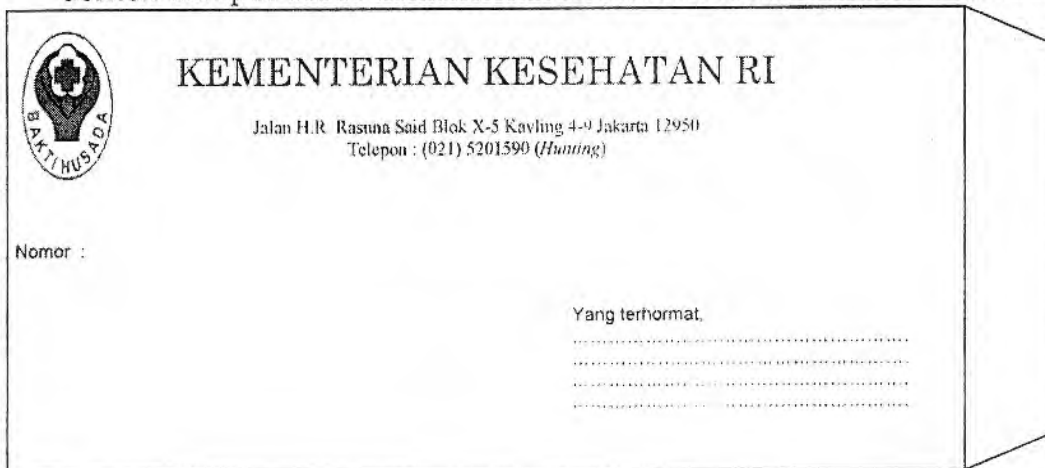 BAKTI HUSADA
KEMENTERIAN KESEHATAN RI
Jalan H.R. Rasuna Said Blok X-5 Kavling 4-9 Jakarta 12950
Telepon : (021) 5201590 (Hunting)
Nomor :
Yang terhormat,